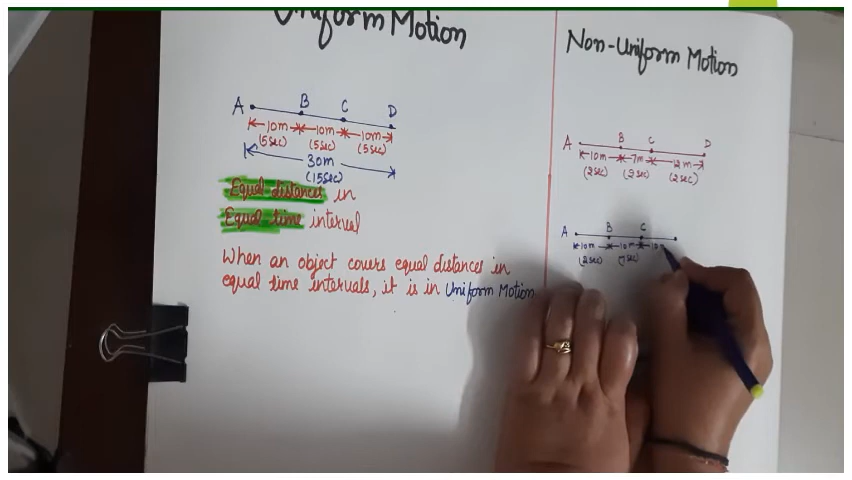 Uniform Motion
A B C D
10m 10m 10m
(5sec) (5sec) (5sec)
30m
(15sec)
Equal distances in
Equal time interval
When an object covers equal distances in
equal time intervals, it is in Uniform Motion
Non-Uniform Motion
A B C D
10m 7m 12m
(2sec) (2sec)
A B C
10m 10m
(2sec)